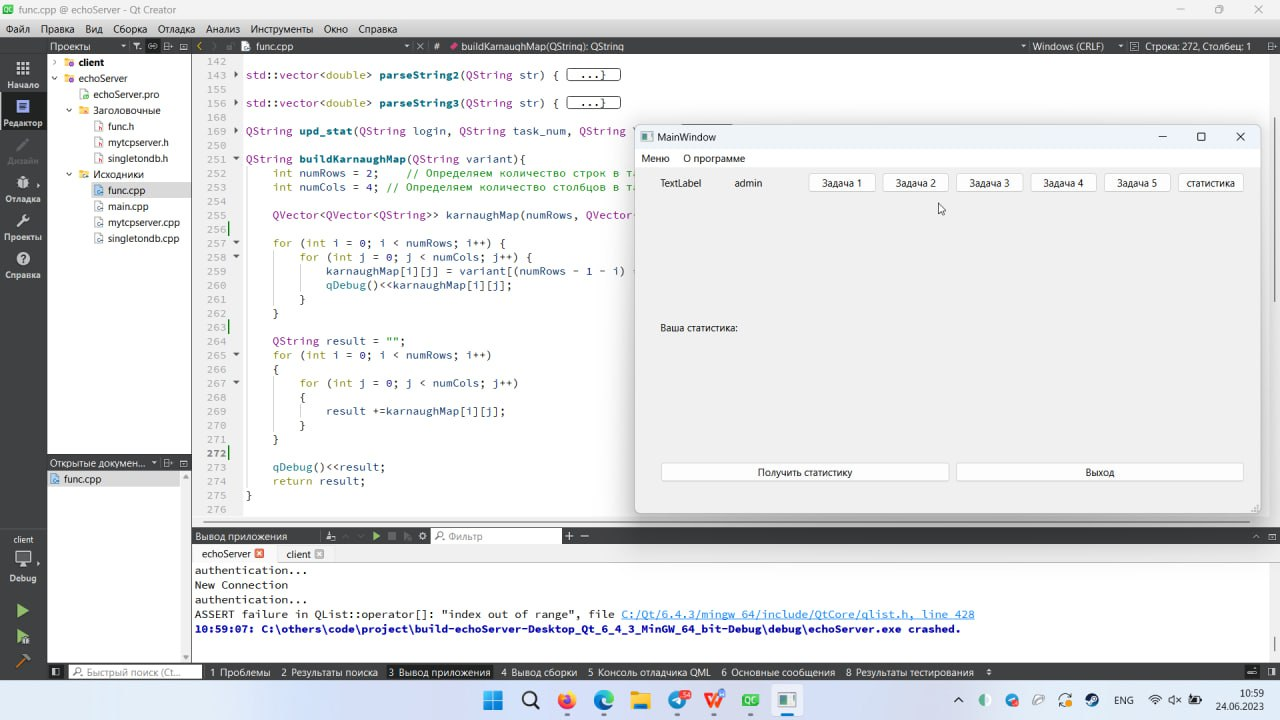 func.cpp @ echoServer - Qt Creator
Файл Правка Вид Сборка Отладка Анализ Инструменты Окно Справка
Проекты
func.cpp
# buildKarnaughMap(QString): QString
Windows (CRLF)
Строка: 272, Столбец: 1
Начало
Редактор
Дизайн
Отладка
Проекты
Справка
client
Debug
client
echoServer
echoServer.pro
Заголовочные
func.h
mytcpserver.h
singletondb.h
Исходники
func.cpp
main.cpp
mytcpserver.cpp
singletondb.cpp
Открытые докумен...
func.cpp
142
143 std::vector<double> parseString2(QString str) { ...}
155
156 std::vector<double> parseString3(QString str) { ...}
168
169 QString upd_stat(QString login, QString task_num, QString
250
251 QString buildKarnaughMap(QString variant){
252 int numRows = 2; // Определяем количество строк в та
253 int numCols = 4; // Определяем количество столбцов в та
254
255 QVector<QVector<QString>> karnaughMap(numRows, QVector<
256
257 for (int i = 0; i < numRows; i++) {
258 for (int j = 0; j < numCols; j++) {
259 karnaughMap[i][j] = variant[(numRows - 1 - i)
260 qDebug()<<karnaughMap[i][j];
261 }
262 }
263
264 QString result = "";
265 for (int i = 0; i < numRows; i++)
266 {
267 for (int j = 0; j < numCols; j++)
268 {
269 result +=karnaughMap[i][j];
270 }
271 }
272
273 qDebug()<<result;
274 return result;
275 }
276
MainWindow
Меню О программе
TextLabel admin Задача 1 Задача 2 Задача 3 Задача 4 Задача 5 статистика
Ваша статистика:
Получить статистику Выход
Вывод приложения
Фильтр
echoServer client
authentication...
New Connection
authentication...
ASSERT failure in QList::operator[]: "index out of range", file C:/Qt/6.4.3/mingw_64/include/QtCore/qlist.h, line 428
10:59:07: C:\others\code\project\build-echoServer-Desktop_Qt_6_4_3_MinGW_64_bit-Debug\debug\echoServer.exe crashed.
Быстрый поиск (Ct...
1 Проблемы 2 Результаты поиска 3 Вывод приложения 4 Вывод сборки 5 Консоль отладчика QML 6 Основные сообщения 8 Результаты тестирования
54
ENG
10:59
24.06.2023